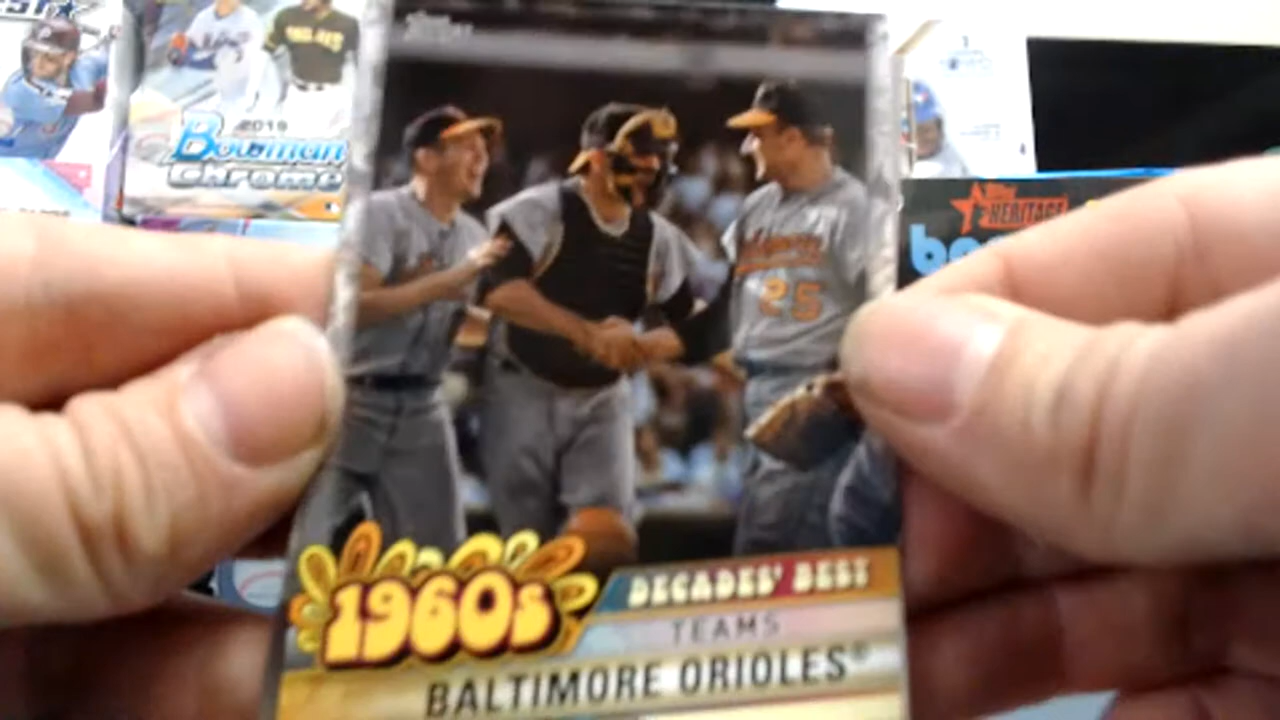 2019
Bowman
Chrome
Topps
HERITAGE
25
1960s
DECADES' BEST
TEAMS
BALTIMORE ORIOLES®